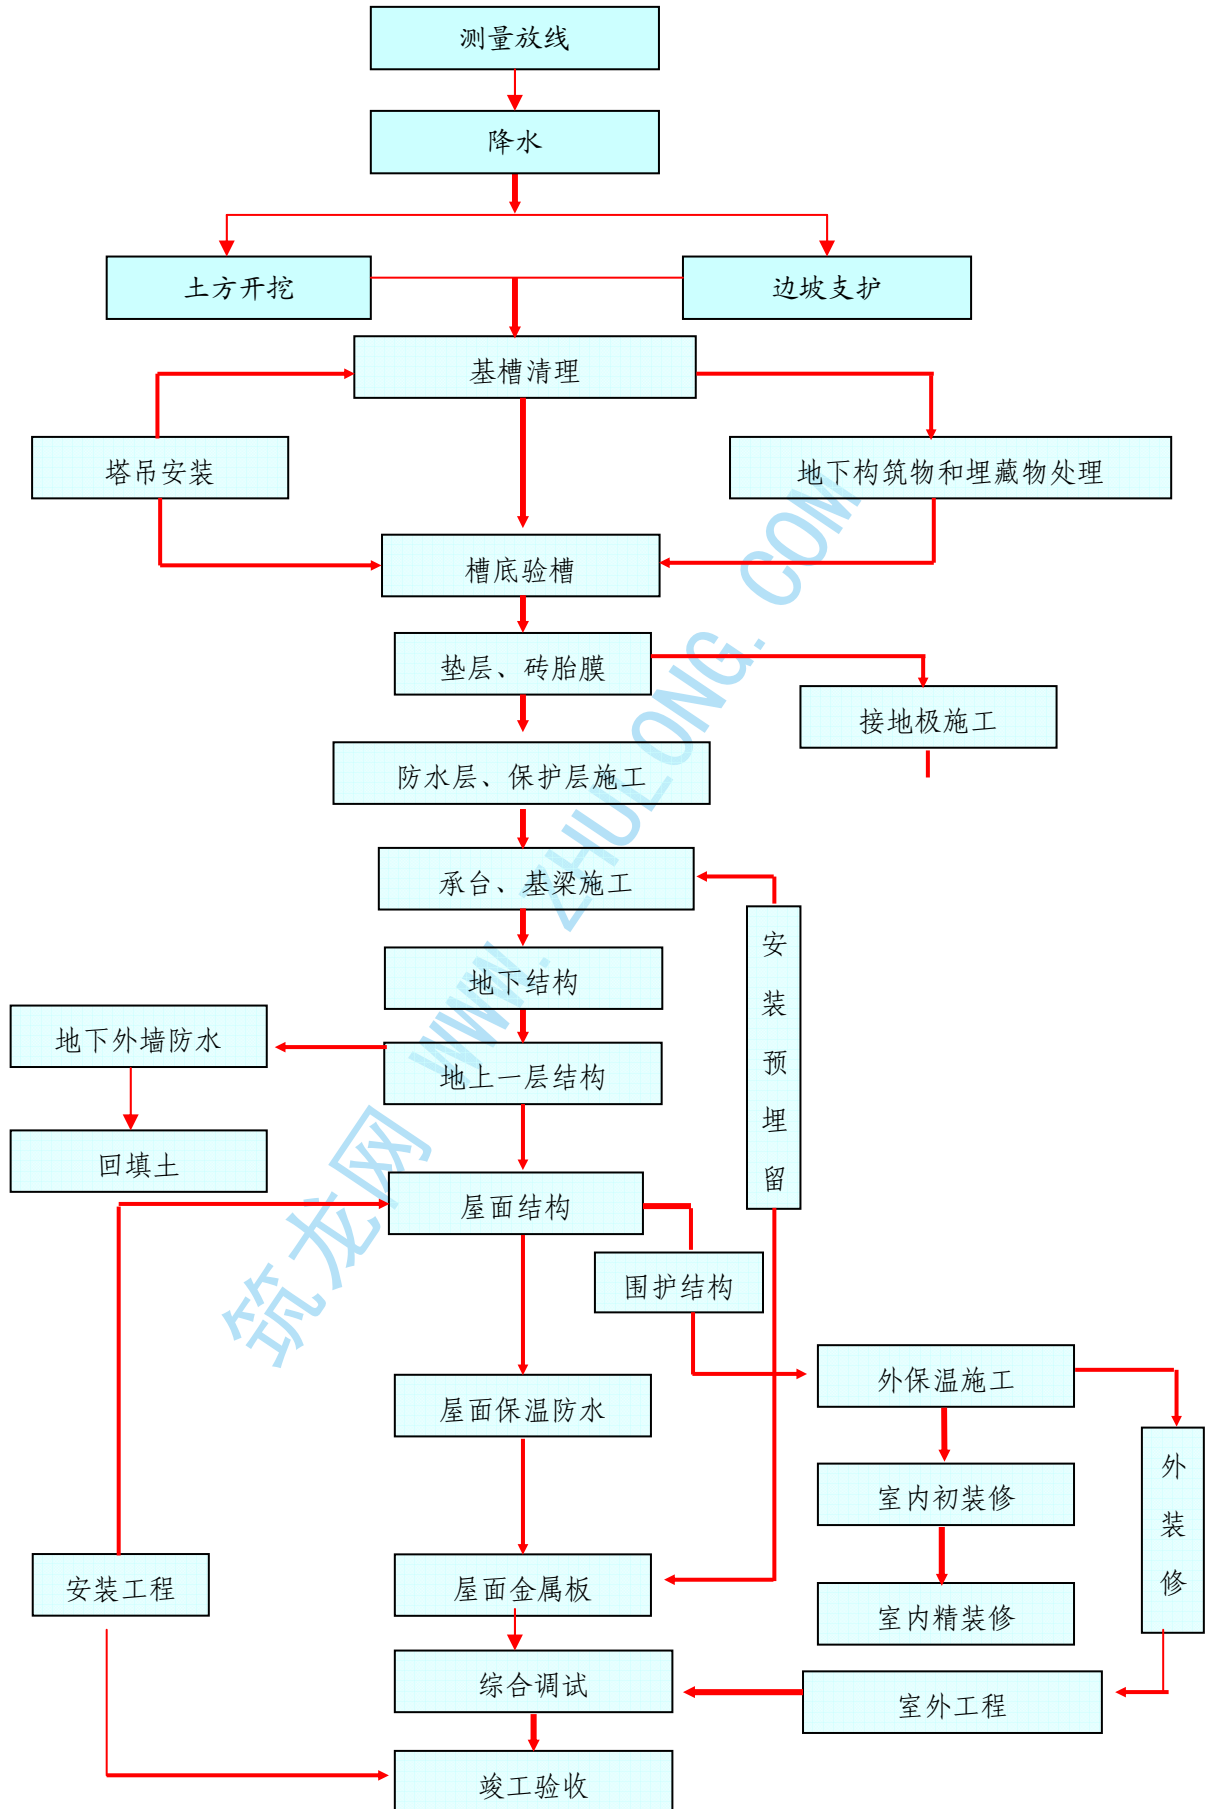 测量放线
降水
土方开挖
边坡支护
基槽清理
塔吊安装
地下构筑物和埋藏物处理
槽底验槽
垫层、砖胎膜
接地极施工
防水层、保护层施工
承台、基梁施工
安装预埋留
地下结构
地下外墙防水
地上一层结构
回填土
屋面结构
围护结构
外保温施工
屋面保温防水
外装修
室内初装修
安装工程
屋面金属板
室内精装修
综合调试
室外工程
竣工验收
筑龙网 WWW.ZHULONG.COM